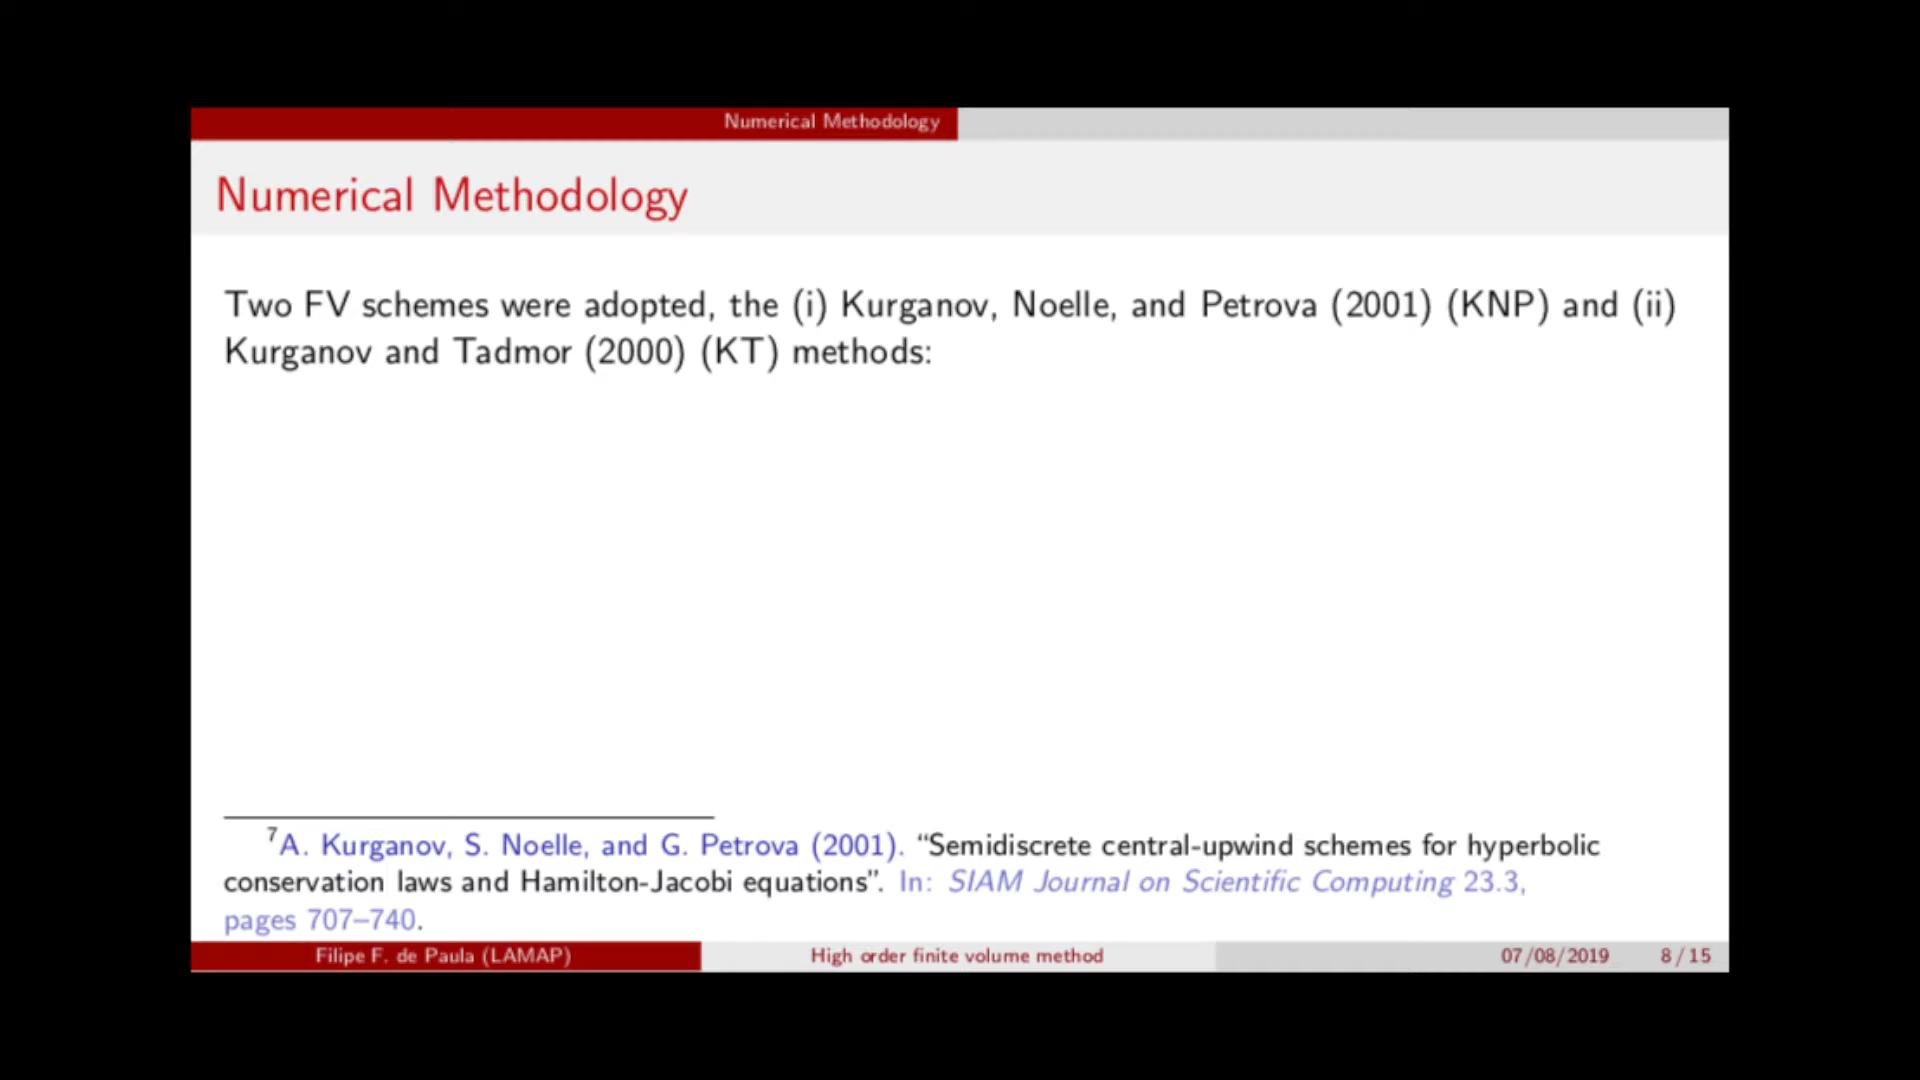 Numerical Methodology
Numerical Methodology
Two FV schemes were adopted, the (i) Kurganov, Noelle, and Petrova (2001) (KNP) and (ii)
Kurganov and Tadmor (2000) (KT) methods:
⁷A. Kurganov, S. Noelle, and G. Petrova (2001). “Semidiscrete central-upwind schemes for hyperbolic
conservation laws and Hamilton-Jacobi equations”. In: SIAM Journal on Scientific Computing 23.3,
pages 707–740.
Filipe F. de Paula (LAMAP) High order finite volume method 07/08/2019 8/15